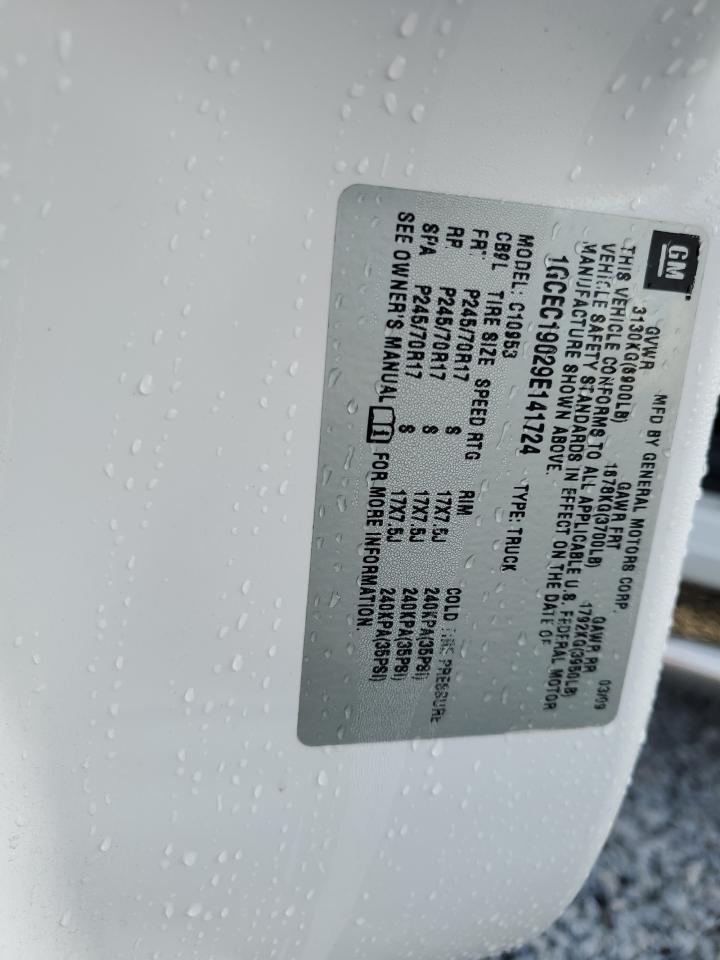 GM
MFD BY GENERAL MOTORS CORP.
03/09
GVWR GAWR FRT GAWR RR
3130KG(6900LB) 1678KG(3700LB) 1792KG(3950LB)
THIS VEHICLE CONFORMS TO ALL APPLICABLE U.S. FEDERAL MOTOR
VEHICLE SAFETY STANDARDS IN EFFECT ON THE DATE OF
MANUFACTURE SHOWN ABOVE.
1GCEC19029E141724
MODEL: C10953 TYPE: TRUCK
CB9L TIRE SIZE SPEED RTG RIM COLD TIRE PRESSURE
FRT P245/70R17 S 17X7.5J 240KPA(35PSI)
RR P245/70R17 S 17X7.5J 240KPA(35PSI)
SPA P245/70R17 S 17X7.5J 240KPA(35PSI)
SEE OWNER'S MANUAL FOR MORE INFORMATION.